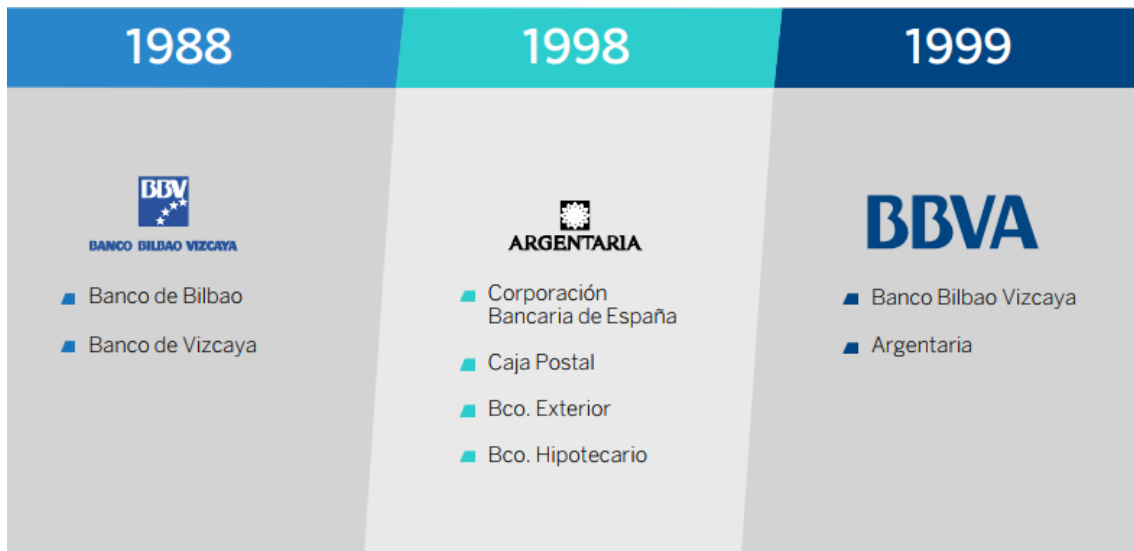 1988
1998
1999
BBV
BANCO BILBAO VIZCAYA
Banco de Bilbao
Banco de Vizcaya
ARGENTARIA
Corporación
Bancaria de España
Caja Postal
Bco. Exterior
Bco. Hipotecario
BBVA
Banco Bilbao Vizcaya
Argentaria